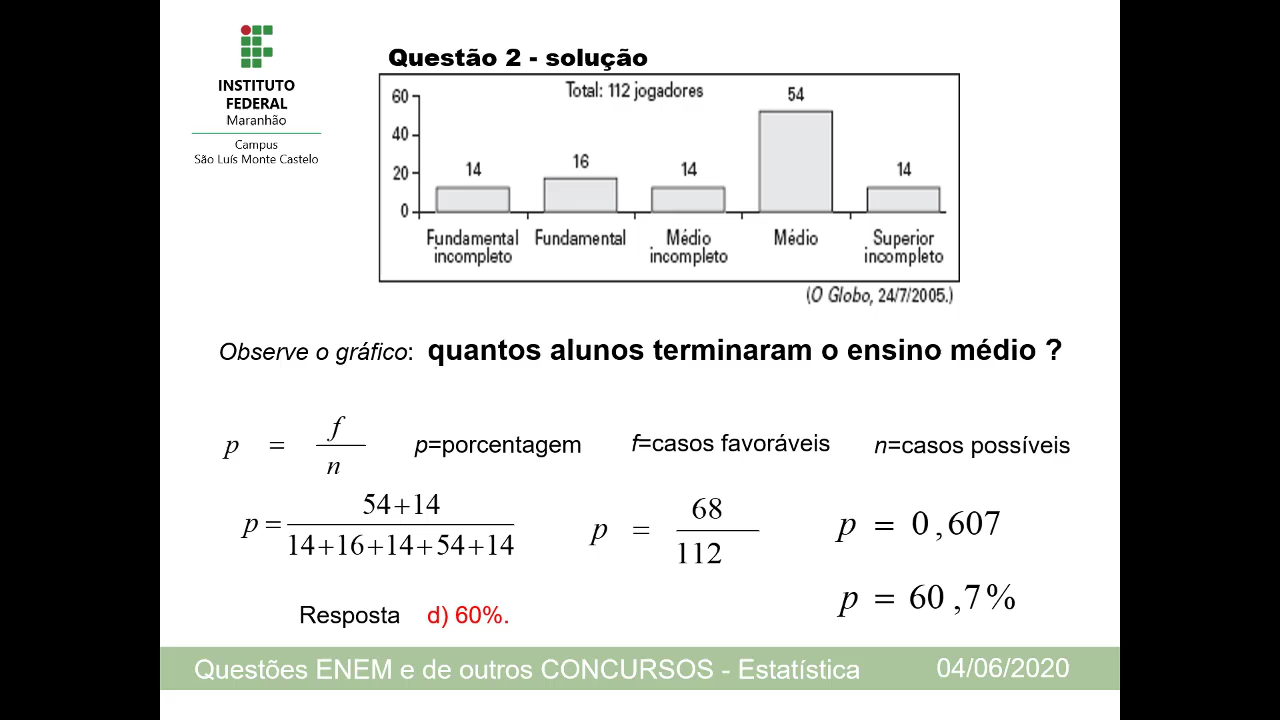 INSTITUTO
FEDERAL
Maranhão
Campus
São Luís Monte Castelo
Questão 2 - solução
Total: 112 jogadores
60
40
20
0
14
16
14
54
14
Fundamental incompleto
Fundamental
Médio incompleto
Médio
Superior incompleto
(O Globo, 24/7/2005.)
Observe o gráfico: quantos alunos terminaram o ensino médio ?
p = f / n
p=porcentagem
f=casos favoráveis
n=casos possíveis
p = 54+14 / 14+16+14+54+14
p = 68 / 112
p = 0,607
p = 60,7%
Resposta d) 60%.
Questões ENEM e de outros CONCURSOS - Estatística
04/06/2020